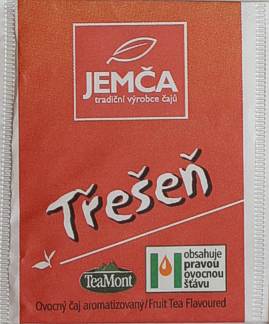 JEMČA
tradiční výrobce čajů
Třešeň
TeaMont
obsahuje
pravou
ovocnou
šťávu
Ovocný čaj aromatizovaný/Fruit Tea Flavoured